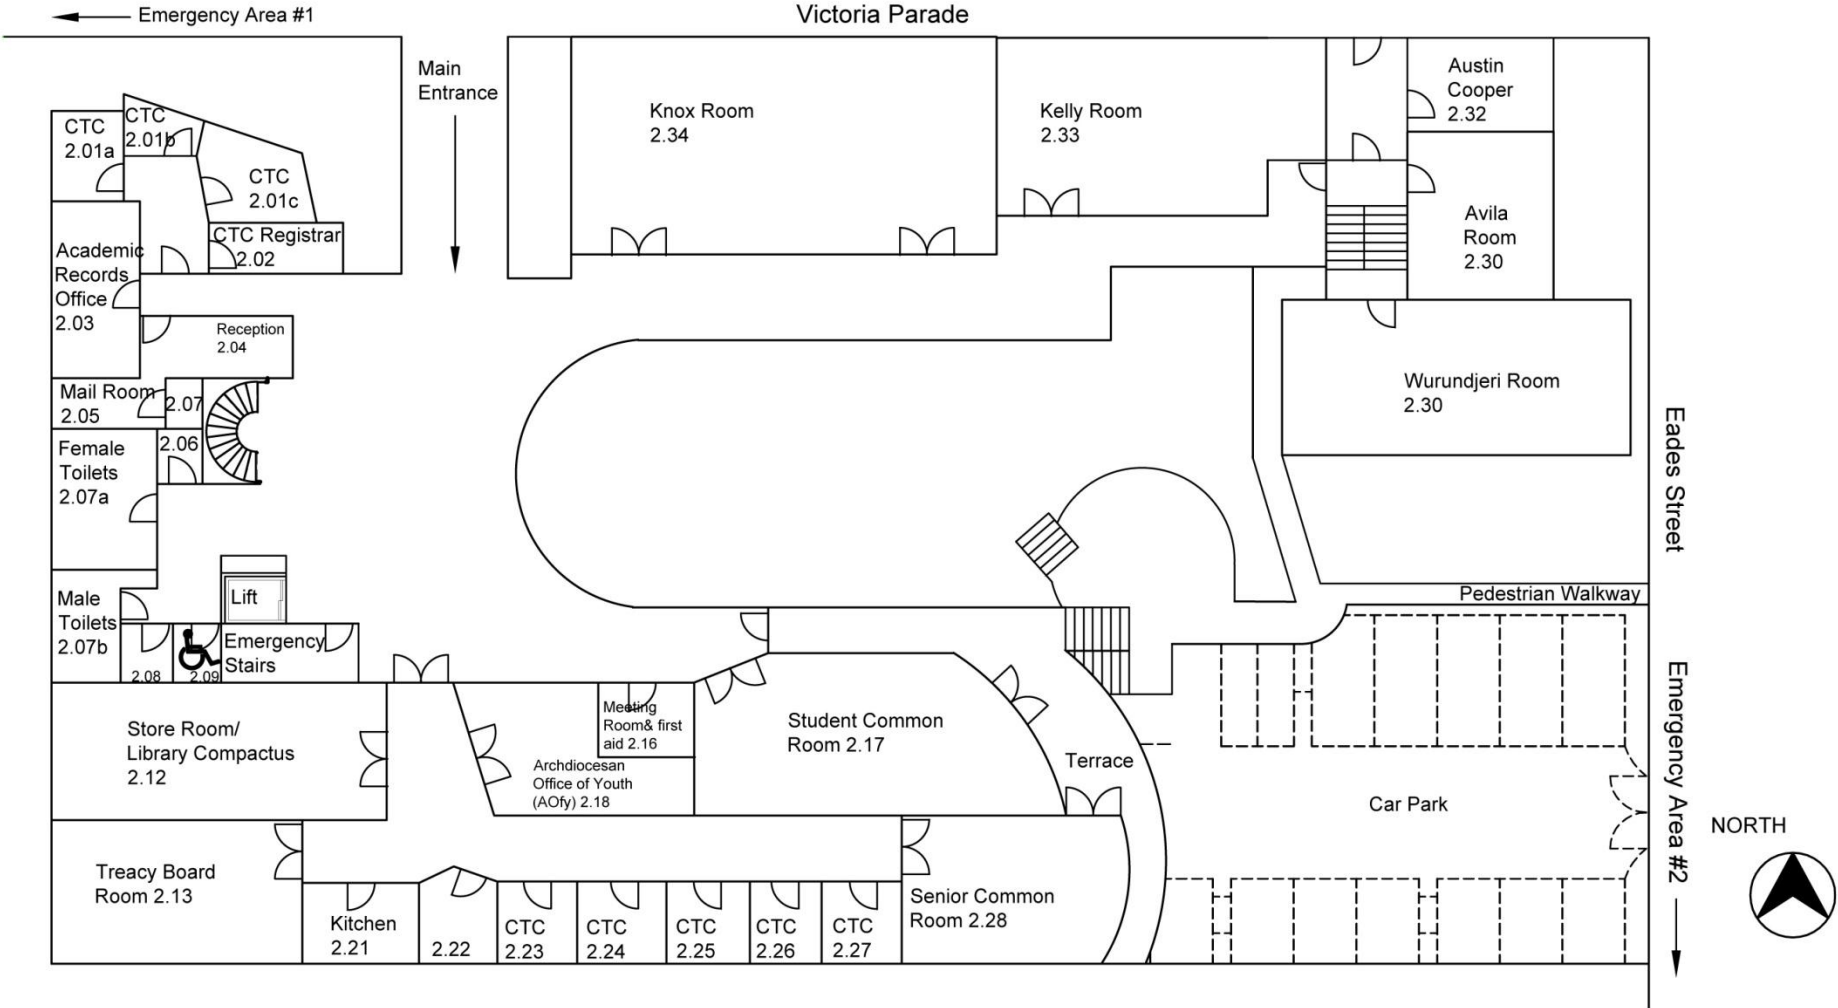 Emergency Area #1
Victoria Parade
Main
Entrance
Knox Room
2.34
Kelly Room
2.33
Austin
Cooper
2.32
CTC
2.01a
CTC
2.01b
CTC
2.01c
CTC Registrar
2.02
Avila
Room
2.30
Academic
Records
Office
2.03
Reception
2.04
Mail Room
2.05
2.07
2.06
Wurundjeri Room
2.30
Female
Toilets
2.07a
Eades Street
Male
Toilets
2.07b
Lift
Pedestrian Walkway
2.08
2.09
Emergency
Stairs
Store Room/
Library Compactus
2.12
Meeting
Room& first
aid 2.16
Archdiocesan
Office of Youth
(AOfy) 2.18
Student Common
Room 2.17
Terrace
Car Park
Emergency Area #2
NORTH
Treacy Board
Room 2.13
Kitchen
2.21
2.22
CTC
2.23
CTC
2.24
CTC
2.25
CTC
2.26
CTC
2.27
Senior Common
Room 2.28